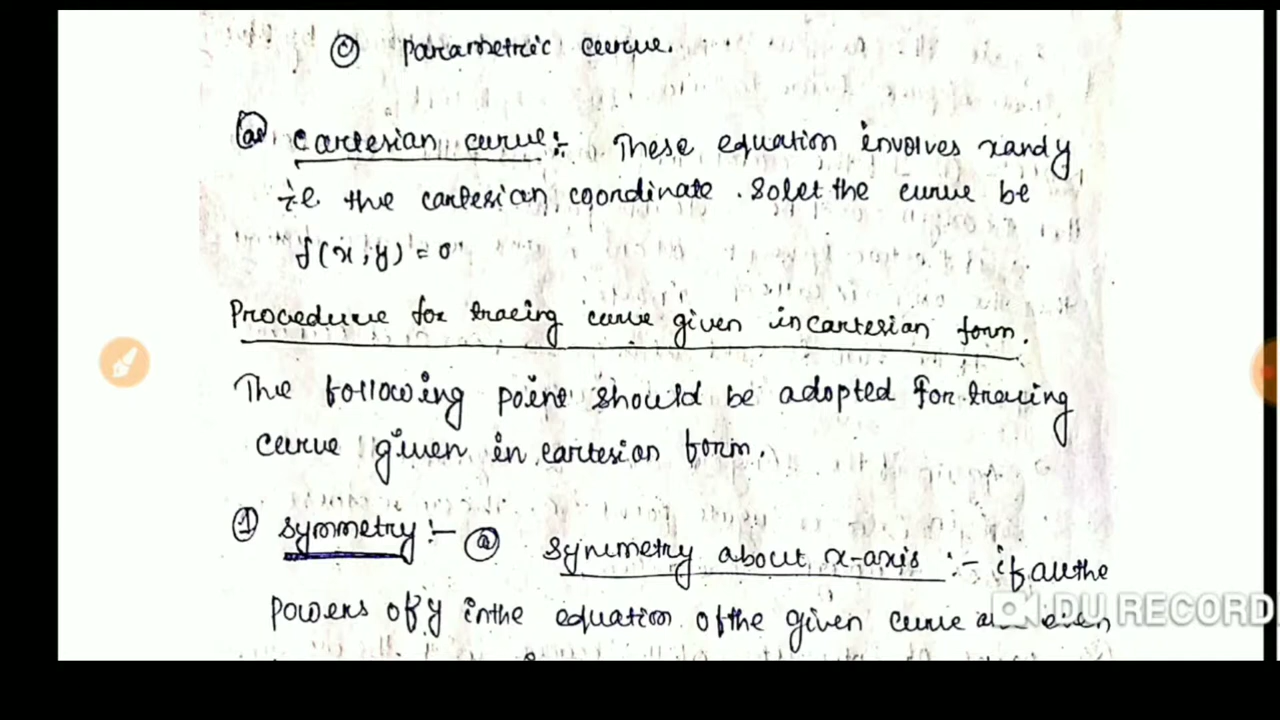 (c) Parametric curve.
(a) Cartesian curve :- These equation involves x and y
i.e. the cartesian coordinate. So let the curve be
f(x, y) = 0
Procedure for tracing curve given in cartesian form.
The following point should be adopted for tracing
curve given in cartesian form.
(1) Symmetry :- (a) Symmetry about x-axis :- if all the
powers of y in the equation of the given curve are even
DU RECORD